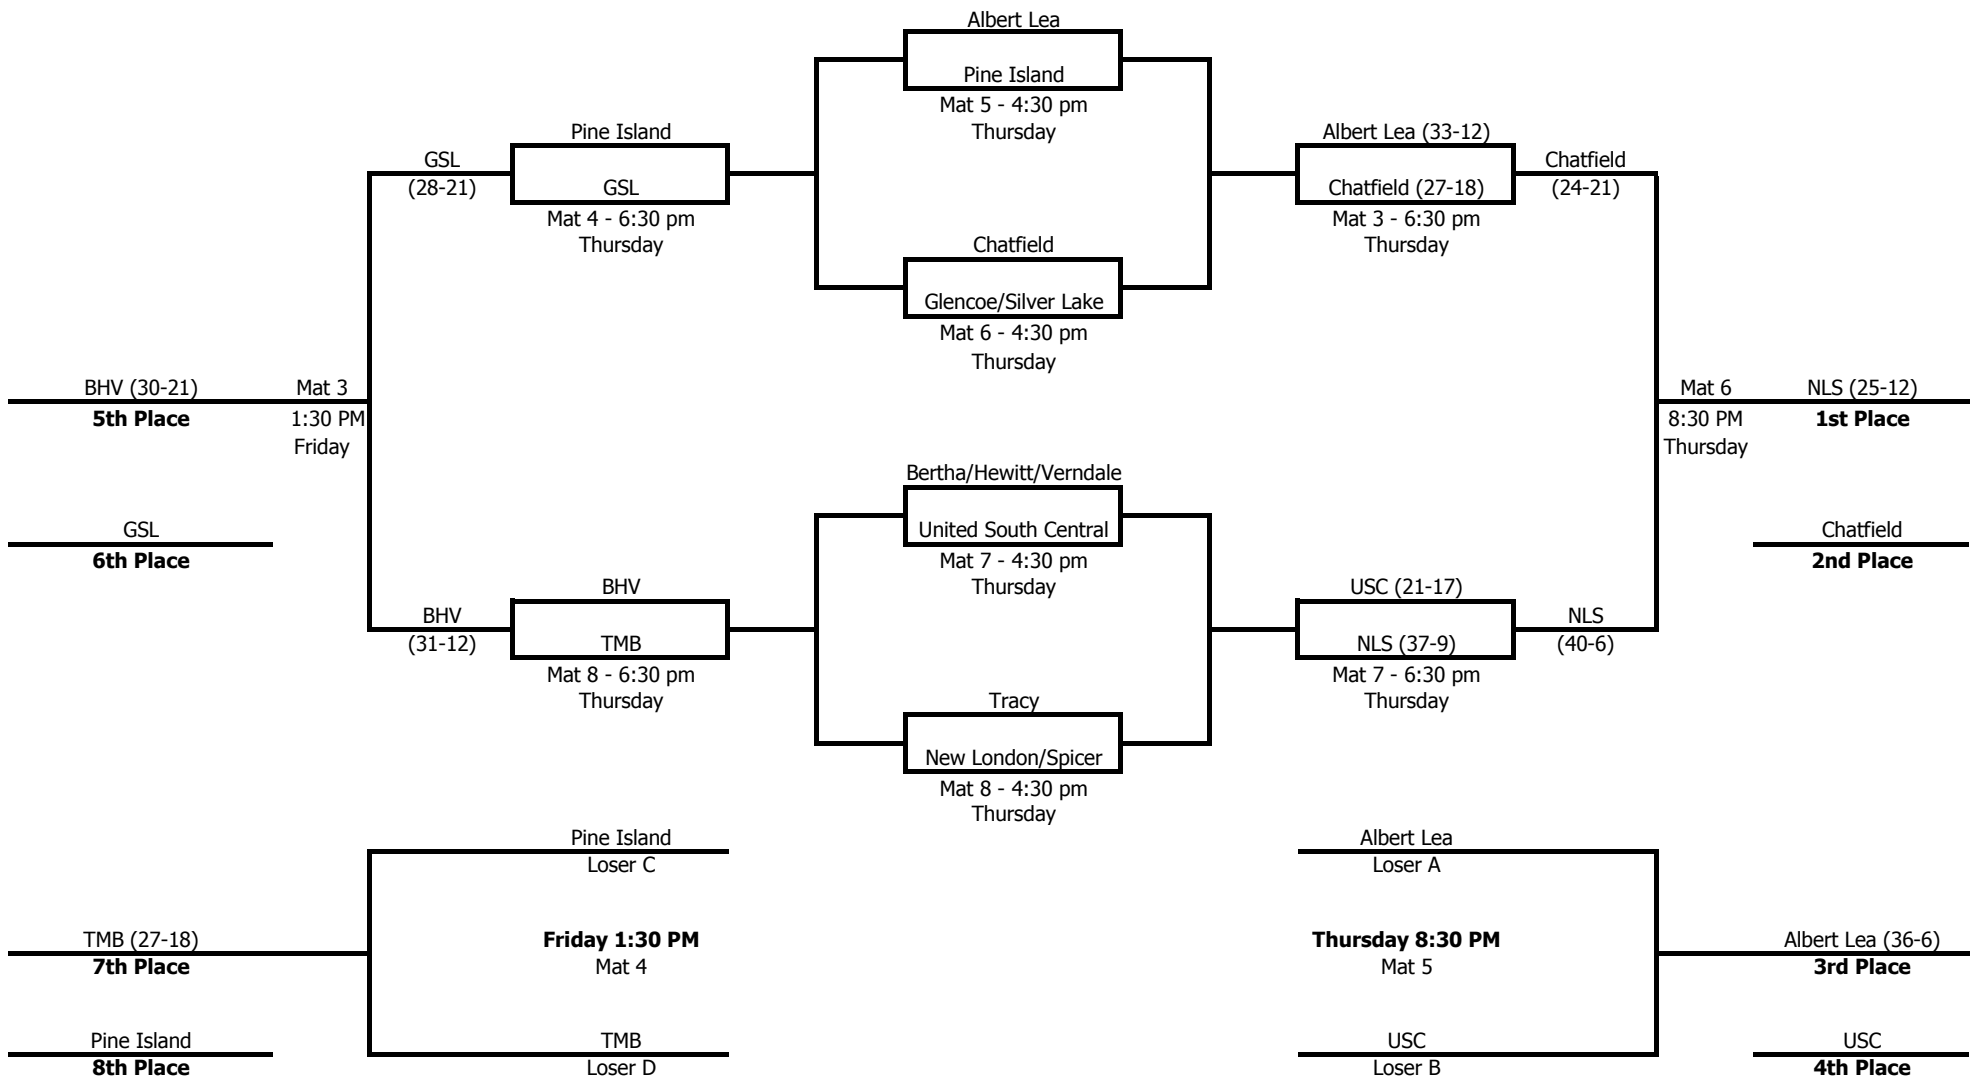 Albert Lea
Pine Island
Mat 5 - 4:30 pm
Thursday
Pine Island
GSL
Mat 4 - 6:30 pm
Thursday
GSL
(28-21)
Albert Lea (33-12)
Chatfield (27-18)
Mat 3 - 6:30 pm
Thursday
Chatfield
(24-21)
Chatfield
Glencoe/Silver Lake
Mat 6 - 4:30 pm
Thursday
BHV (30-21)
5th Place
Mat 3
1:30 PM
Friday
Mat 6
8:30 PM
Thursday
NLS (25-12)
1st Place
GSL
6th Place
Bertha/Hewitt/Verndale
United South Central
Mat 7 - 4:30 pm
Thursday
Chatfield
2nd Place
BHV
(31-12)
BHV
TMB
Mat 8 - 6:30 pm
Thursday
USC (21-17)
NLS (37-9)
Mat 7 - 6:30 pm
Thursday
NLS
(40-6)
Tracy
New London/Spicer
Mat 8 - 4:30 pm
Thursday
Pine Island
Loser C
Albert Lea
Loser A
TMB (27-18)
7th Place
Friday 1:30 PM
Mat 4
Thursday 8:30 PM
Mat 5
Albert Lea (36-6)
3rd Place
Pine Island
8th Place
TMB
Loser D
USC
Loser B
USC
4th Place